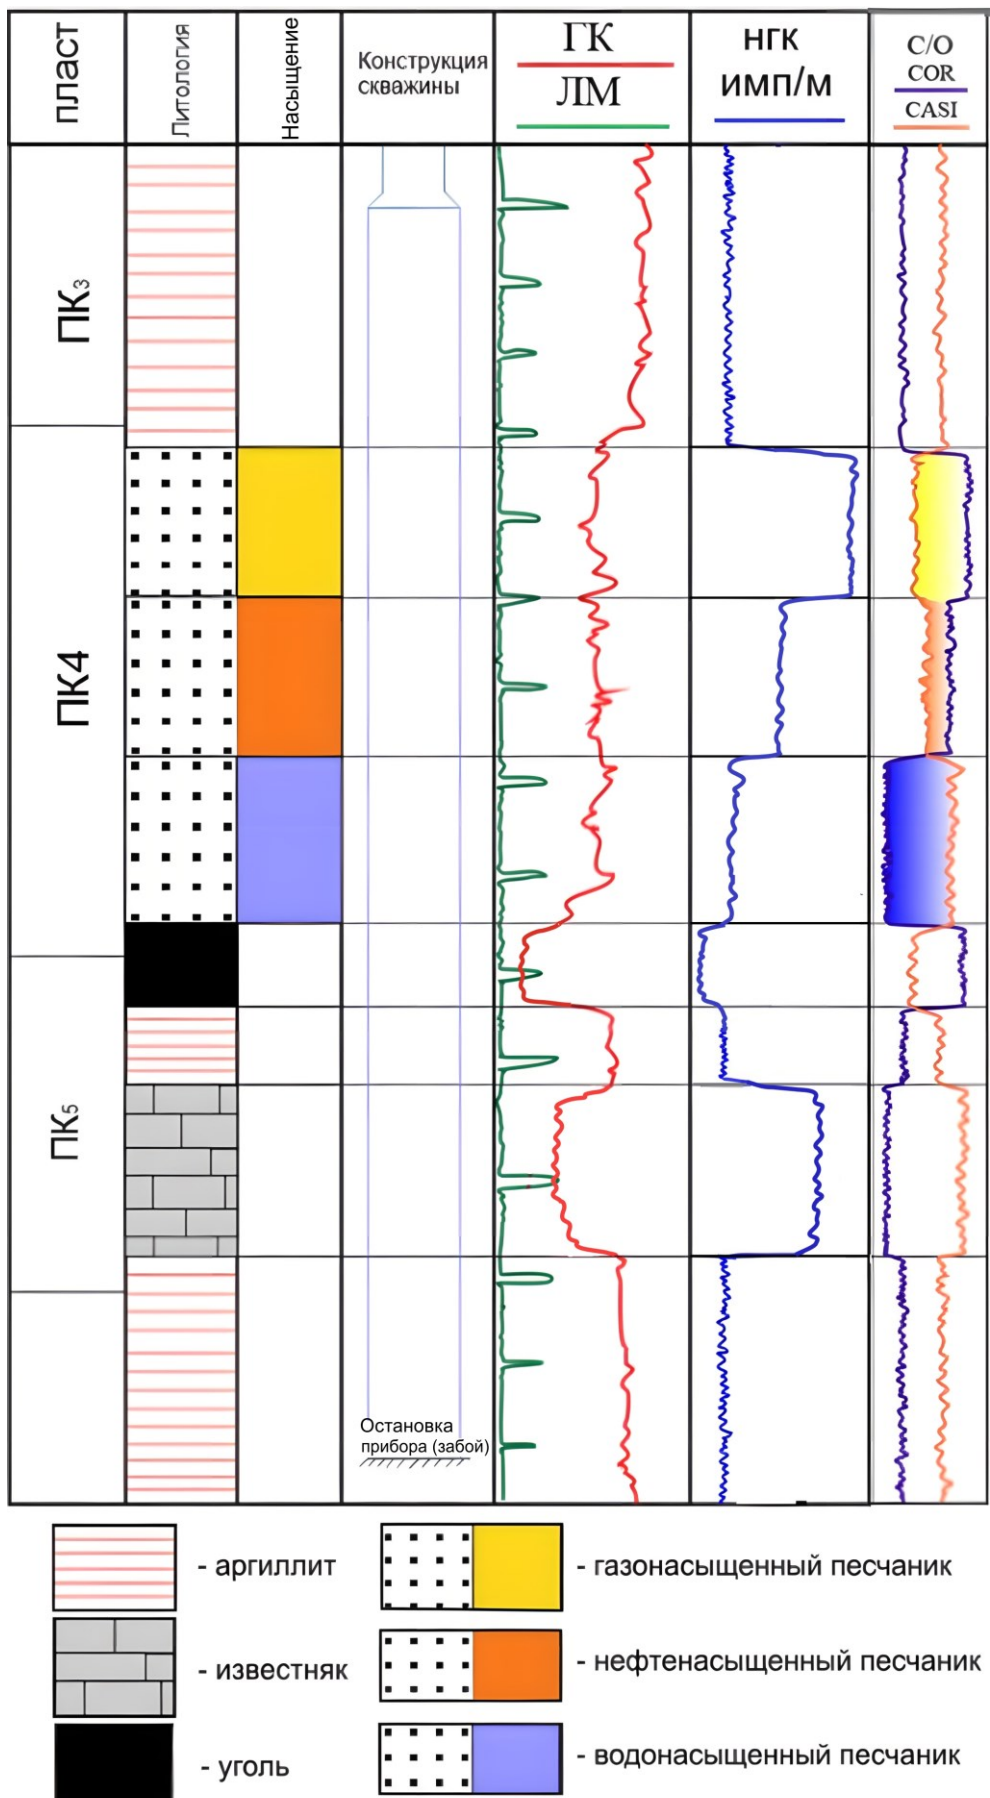 пласт
Литология
Насыщение
Конструкция
скважины
ГК
ЛМ
НГК
ИМП/М
С/О
COR
CASI
ПК3
ПК4
ПК5
Остановка
прибора (забой)
- аргиллит
- газонасыщенный песчаник
- известняк
- нефтенасыщенный песчаник
- уголь
- водонасыщенный песчаник